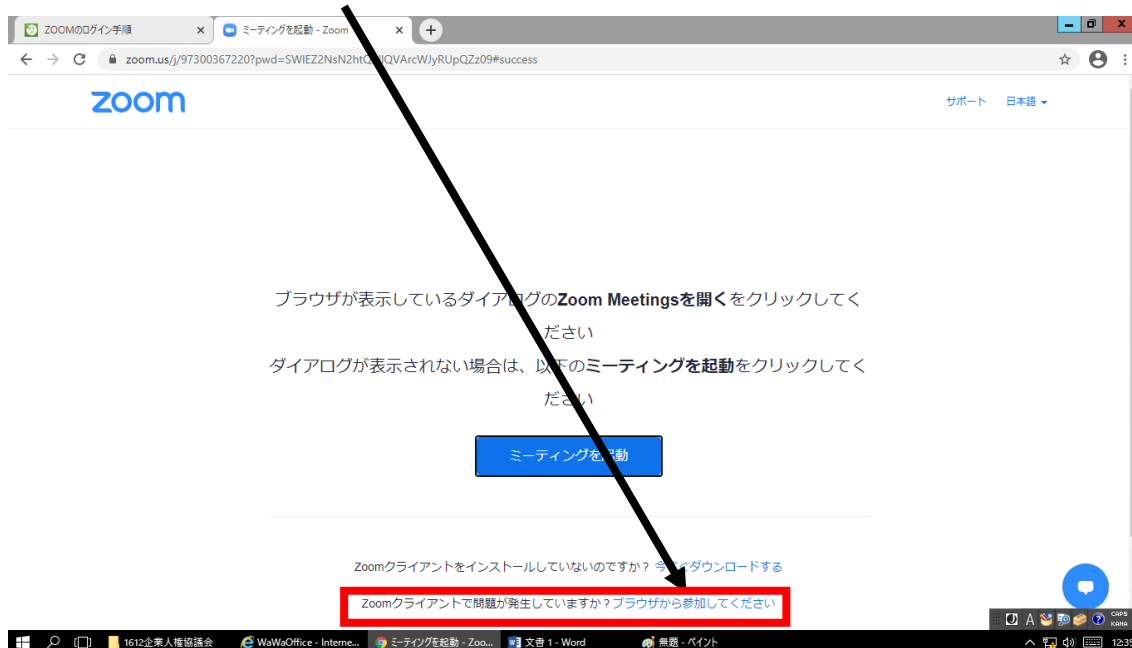 ZOOMのログイン手順
ミーティングを起動 - Zoom
zoom.us/j/97300367220?pwd=SWlEZ2NsN2htQ QVArcWJyRUpQZz09#success
zoom
サポート 日本語
ブラウザが表示しているダイアログのZoom Meetingsを開くをクリックしてく
ださい
ダイアログが表示されない場合は、以下のミーティングを起動をクリックしてく
ださい
ミーティングを起動
Zoomクライアントをインストールしていないのですか？今すぐダウンロードする
Zoomクライアントで問題が発生していますか？ブラウザから参加してください
A CAPS
KANA
1612企業人権協議会 WaWaOffice - Interne... ミーティングを起動 - Zoo... 文書 1 - Word 無題 - ペイント 12:35